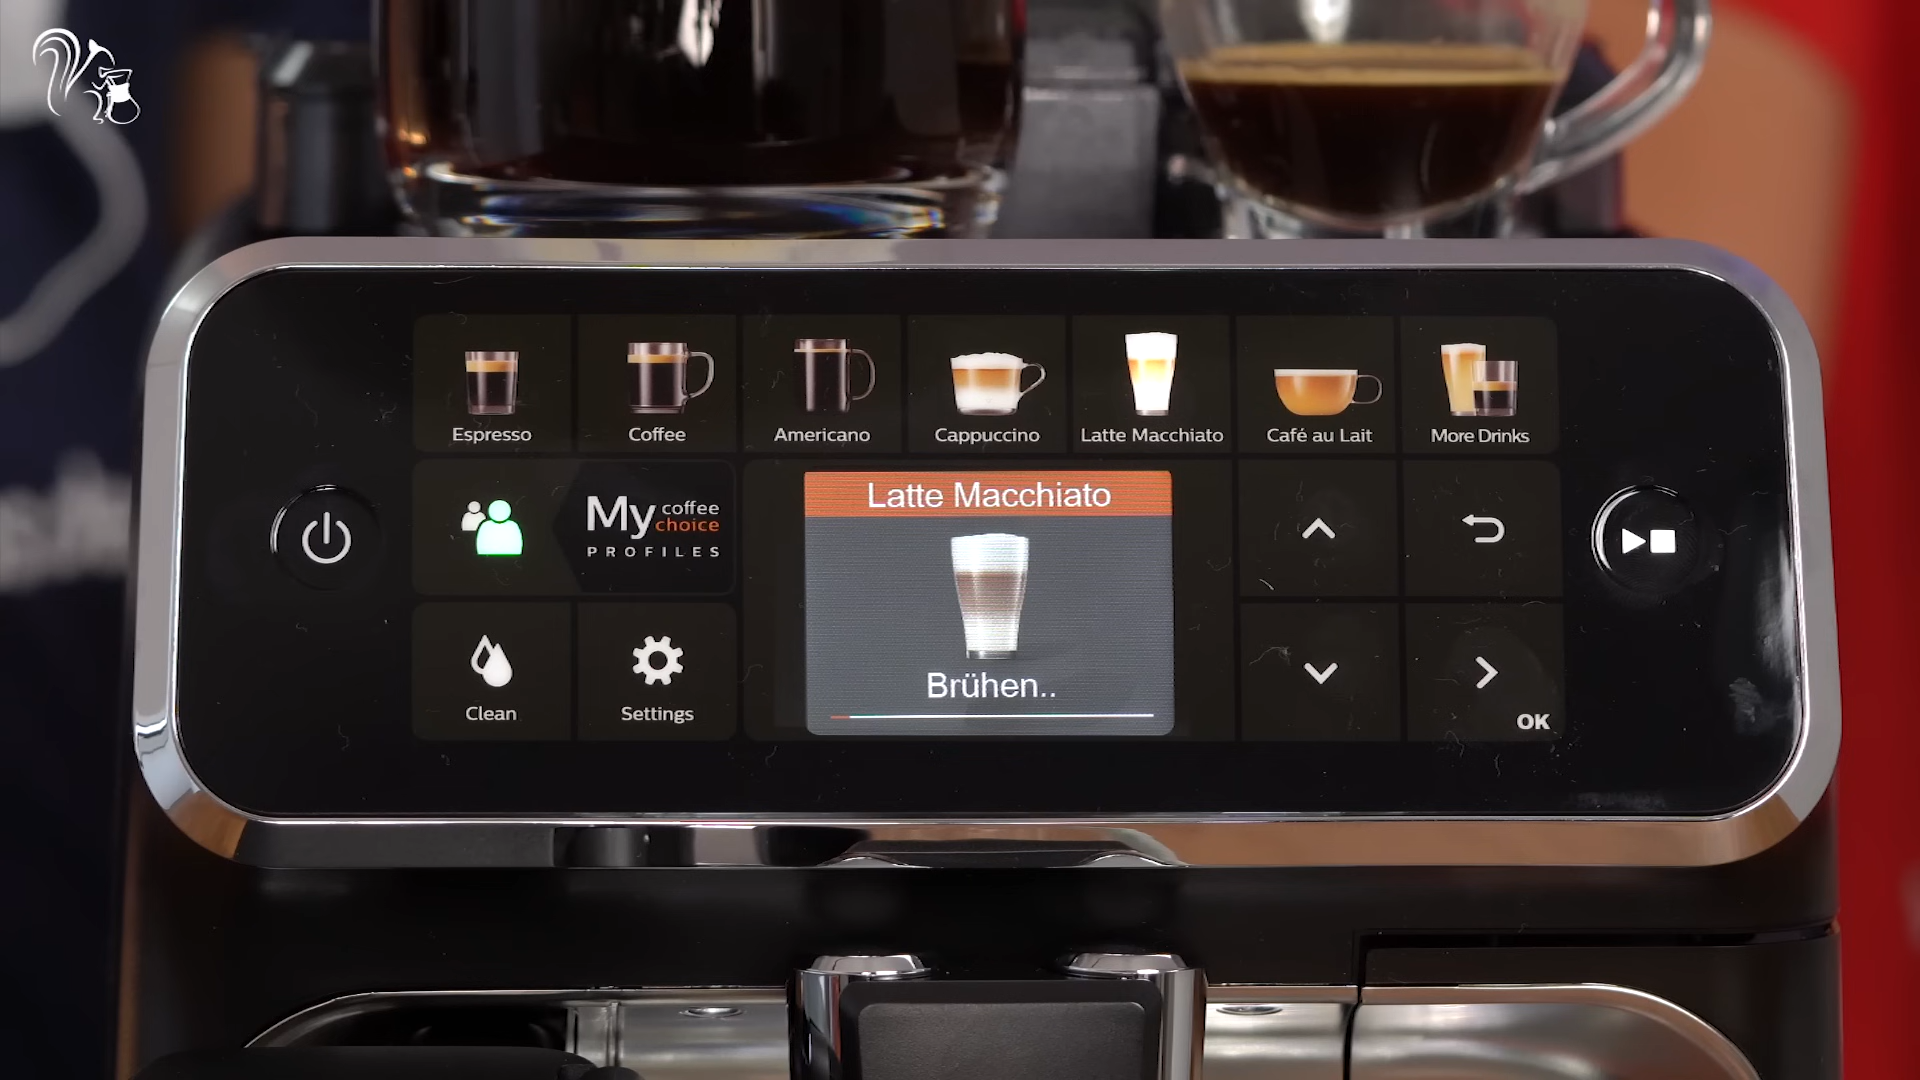 Espresso
Coffee
Americano
Cappuccino
Latte Macchiato
Café au Lait
More Drinks
My coffee choice
PROFILES
Latte Macchiato
Brühen..
Clean
Settings
OK